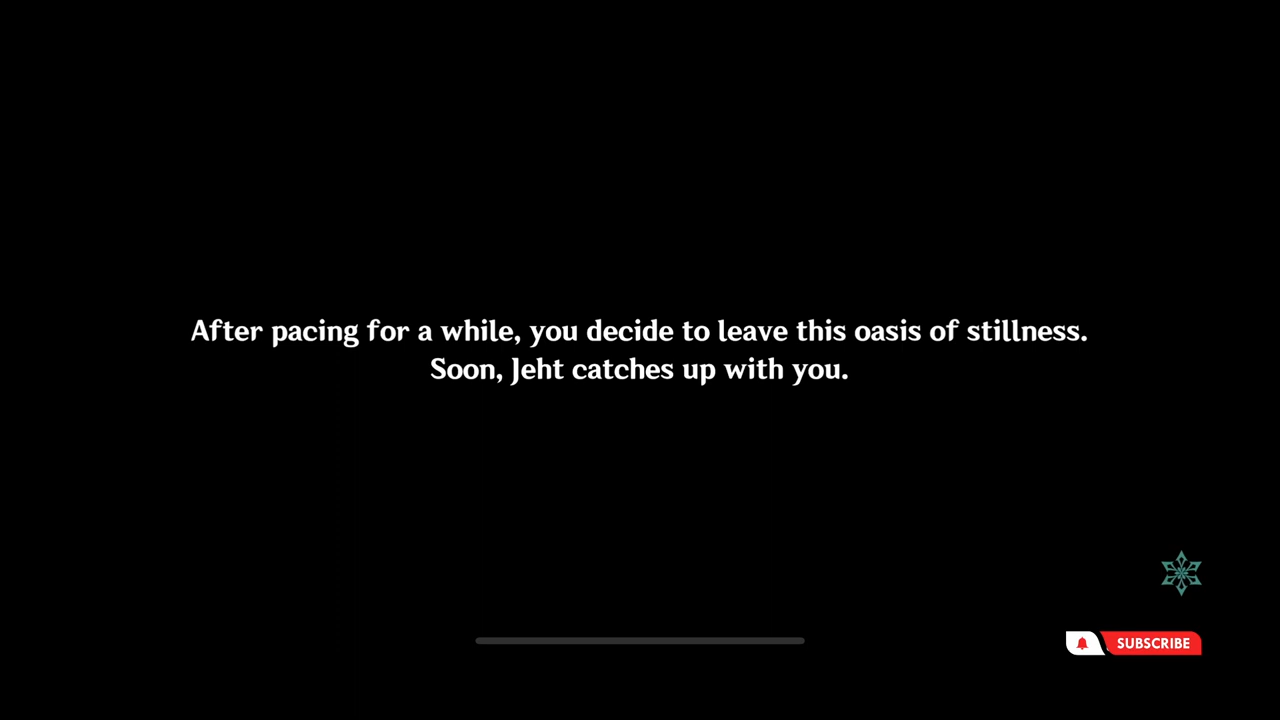 After pacing for a while, you decide to leave this oasis of stillness.
Soon, Jeht catches up with you.
SUBSCRIBE